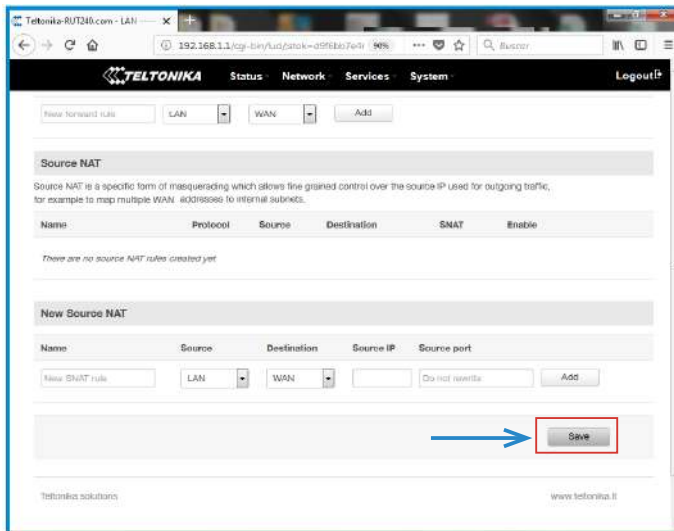 Teltonika-RUT240.com - LAN
192.168.1.1/cgi-bin/luci/ 90% Buscar
TELTONIKA Status Network Services System Logout
New forward rule LAN WAN Add
Source NAT
Source NAT is a specific form of masquerading which allows fine grained control over the source IP used for outgoing traffic,
for example to map multiple WAN addresses to internal subnets.
Name Protocol Source Destination SNAT Enable
There are no source NAT rules created yet
New Source NAT
Name Source Destination Source IP Source port
New SNAT rule LAN WAN Do not rewrite Add
Save
Teltonika solutions www.teltonika.lt